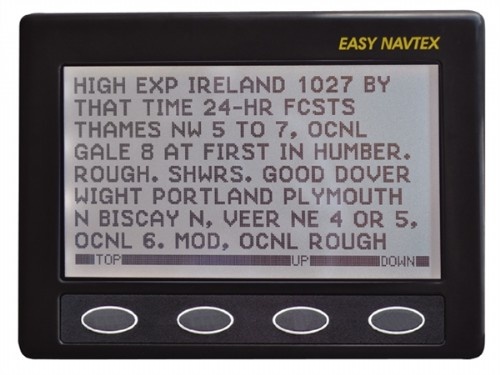 EASY NAVTEX
HIGH EXP IRELAND 1027 BY
THAT TIME 24-HR FCSTS
THAMES NW 5 TO 7, OCNL
GALE 8 AT FIRST IN HUMBER.
ROUGH. SHWRS. GOOD DOVER
WIGHT PORTLAND PLYMOUTH
N BISCAY N, VEER NE 4 OR 5,
OCNL 6. MOD, OCNL ROUGH
TOP UP DOWN